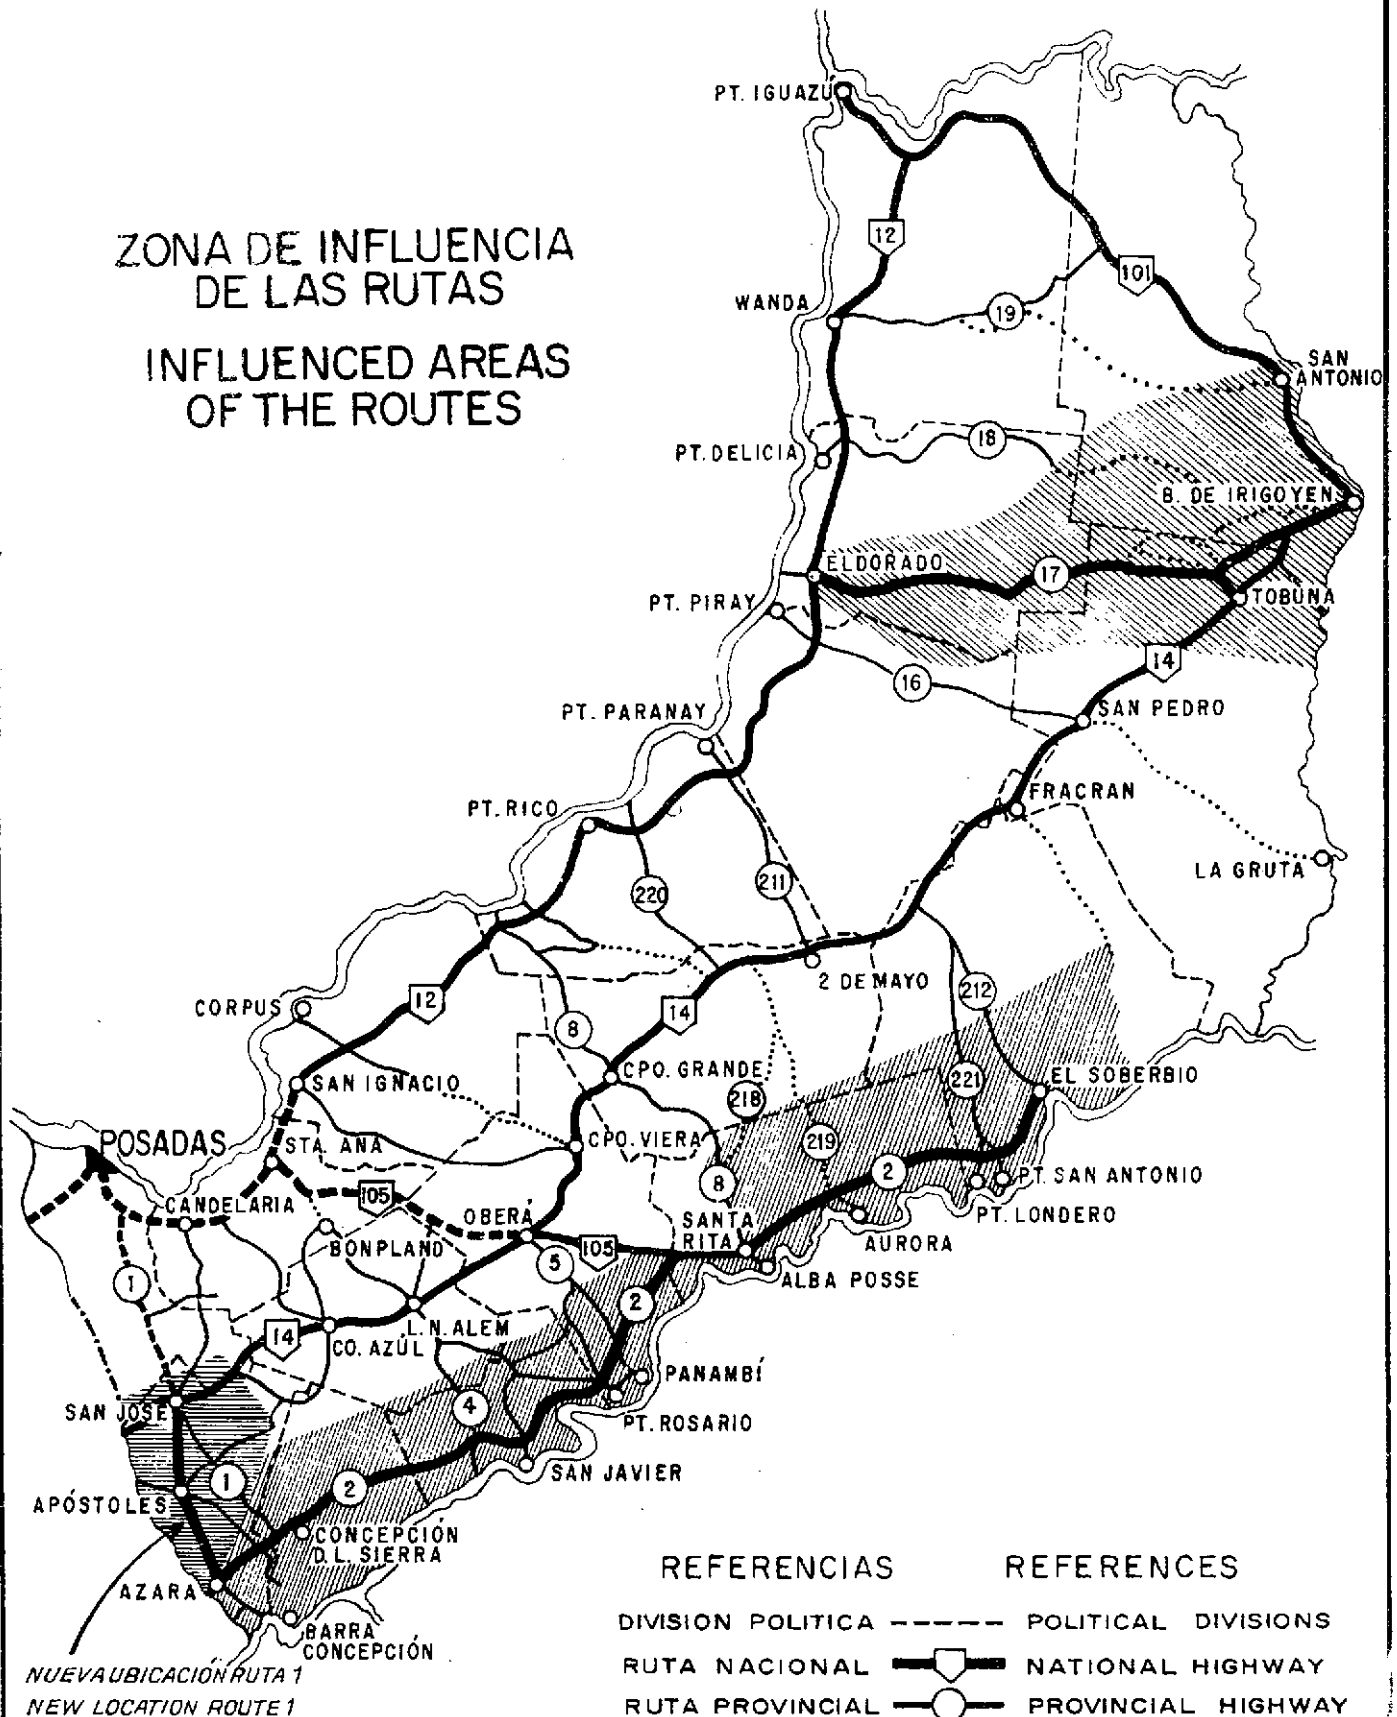 ZONA DE INFLUENCIA
DE LAS RUTAS
INFLUENCED AREAS
OF THE ROUTES
PT. IGUAZÚ
12
101
WANDA
19
SAN
ANTONIO
PT. DELICIA
18
B. DE IRIGOYEN
ELDORADO
17
PT. PIRAY
TOBUNA
14
16
PT. PARANAY
SAN PEDRO
FRACRAN
PT. RICO
LA GRUTA
220
211
2 DE MAYO
212
CORPUS
12
14
8
CPO. GRANDE
SAN IGNACIO
218
221
EL SOBERBIO
POSADAS
STA. ANA
CPO. VIERA
219
2
8
PT. SAN ANTONIO
105
CANDELARIA
OBERÁ
SANTA
RITA
PT. LONDERO
BONPLAND
105
AURORA
5
ALBA POSSE
1
2
L. N. ALEM
14
CO. AZÚL
PANAMBÍ
SAN JOSE
4
PT. ROSARIO
SAN JAVIER
1
2
APÓSTOLES
CONCEPCIÓN
D. L. SIERRA
AZARA
BARRA
CONCEPCIÓN
NUEVA UBICACIÓN RUTA 1
NEW LOCATION ROUTE 1
REFERENCIAS REFERENCES
DIVISION POLITICA POLITICAL DIVISIONS
RUTA NACIONAL NATIONAL HIGHWAY
RUTA PROVINCIAL PROVINCIAL HIGHWAY